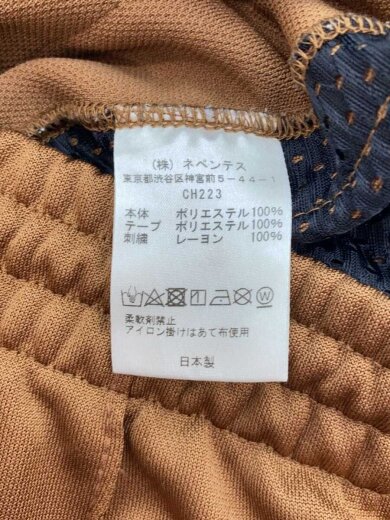 (株) ネペンテス
東京都渋谷区神宮前5-44-1
CH223
本体 ポリエステル100%
テープ ポリエステル100%
刺繍 レーヨン 100%
柔軟剤禁止
アイロン掛けはあて布使用
日本製